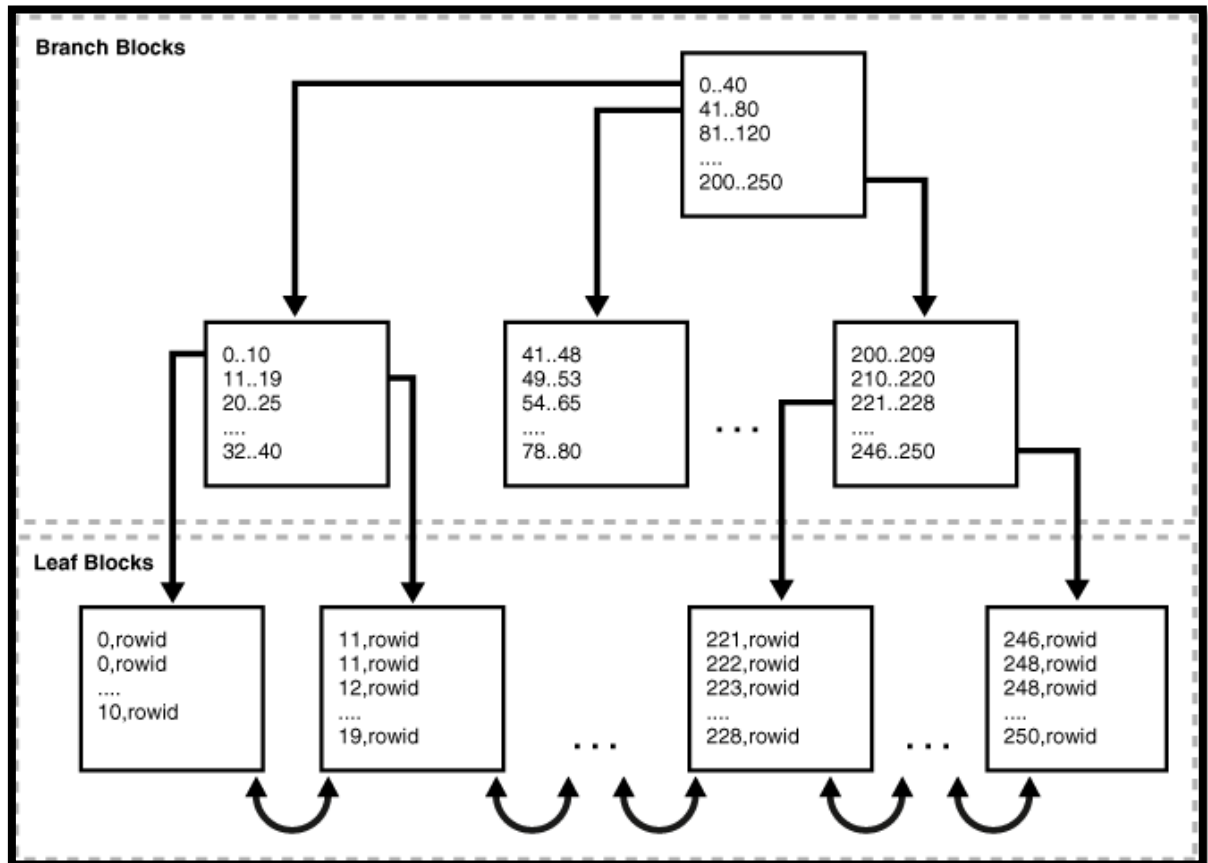 Branch Blocks
0..40
41..80
81..120
....
200..250
0..10
11..19
20..25
....
32..40
41..48
49..53
54..65
....
78..80
...
200..209
210..220
221..228
....
246..250
Leaf Blocks
0,rowid
0,rowid
....
10,rowid
11,rowid
11,rowid
12,rowid
....
19,rowid
...
221,rowid
222,rowid
223,rowid
....
228,rowid
...
246,rowid
248,rowid
248,rowid
....
250,rowid